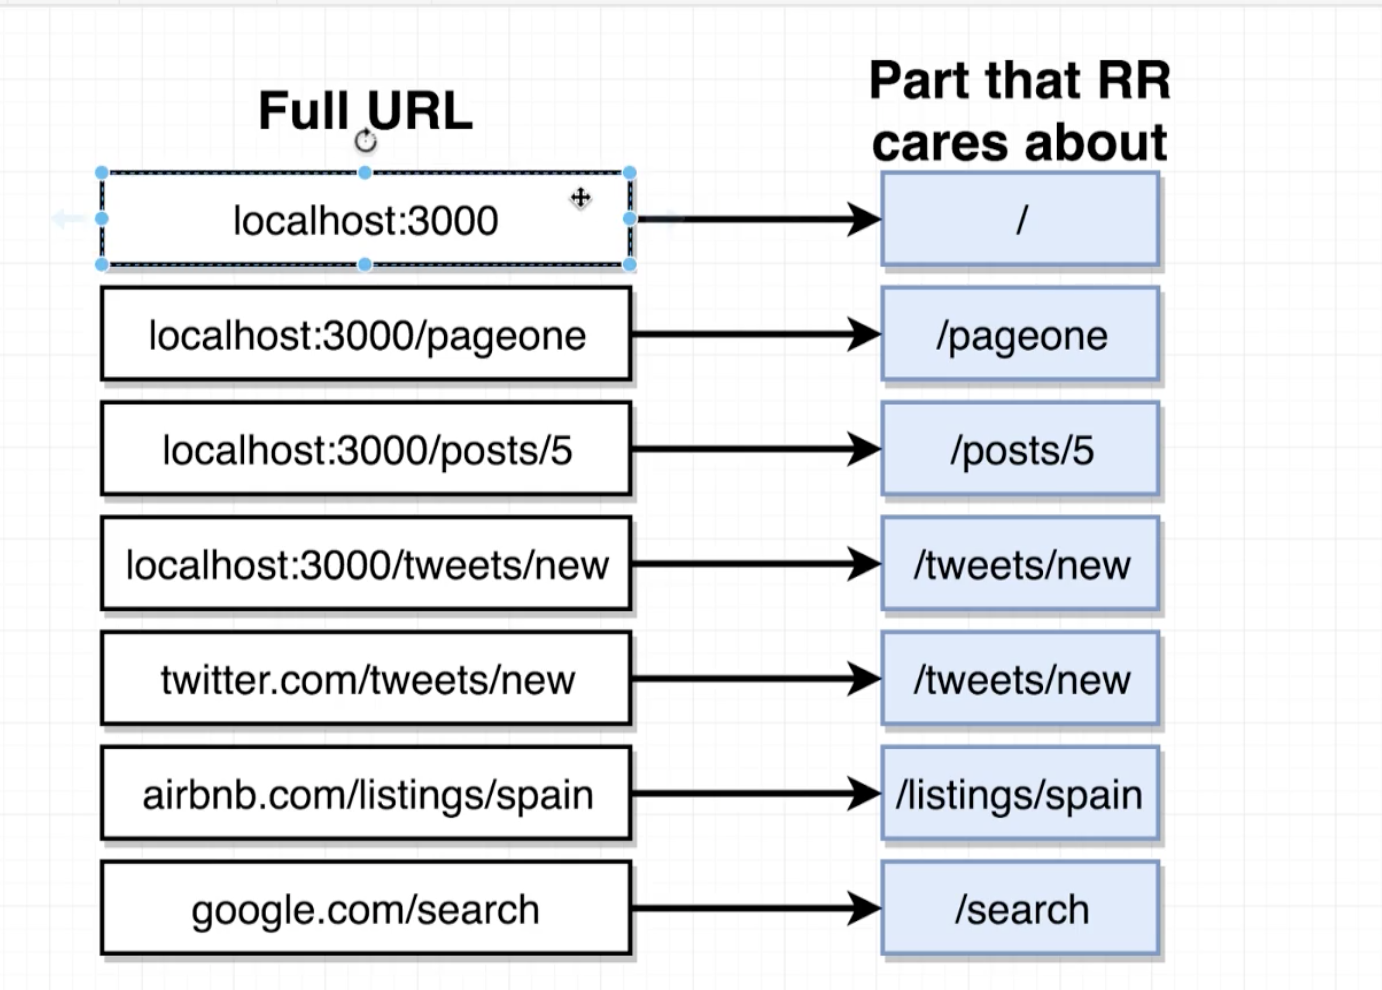 Full URL
Part that RR
cares about
localhost:3000
/
localhost:3000/pageone
/pageone
localhost:3000/posts/5
/posts/5
localhost:3000/tweets/new
/tweets/new
twitter.com/tweets/new
/tweets/new
airbnb.com/listings/spain
/listings/spain
google.com/search
/search